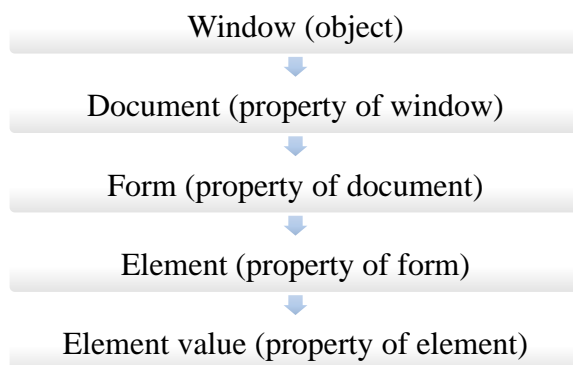 Window (object)
Document (property of window)
Form (property of document)
Element (property of form)
Element value (property of element)